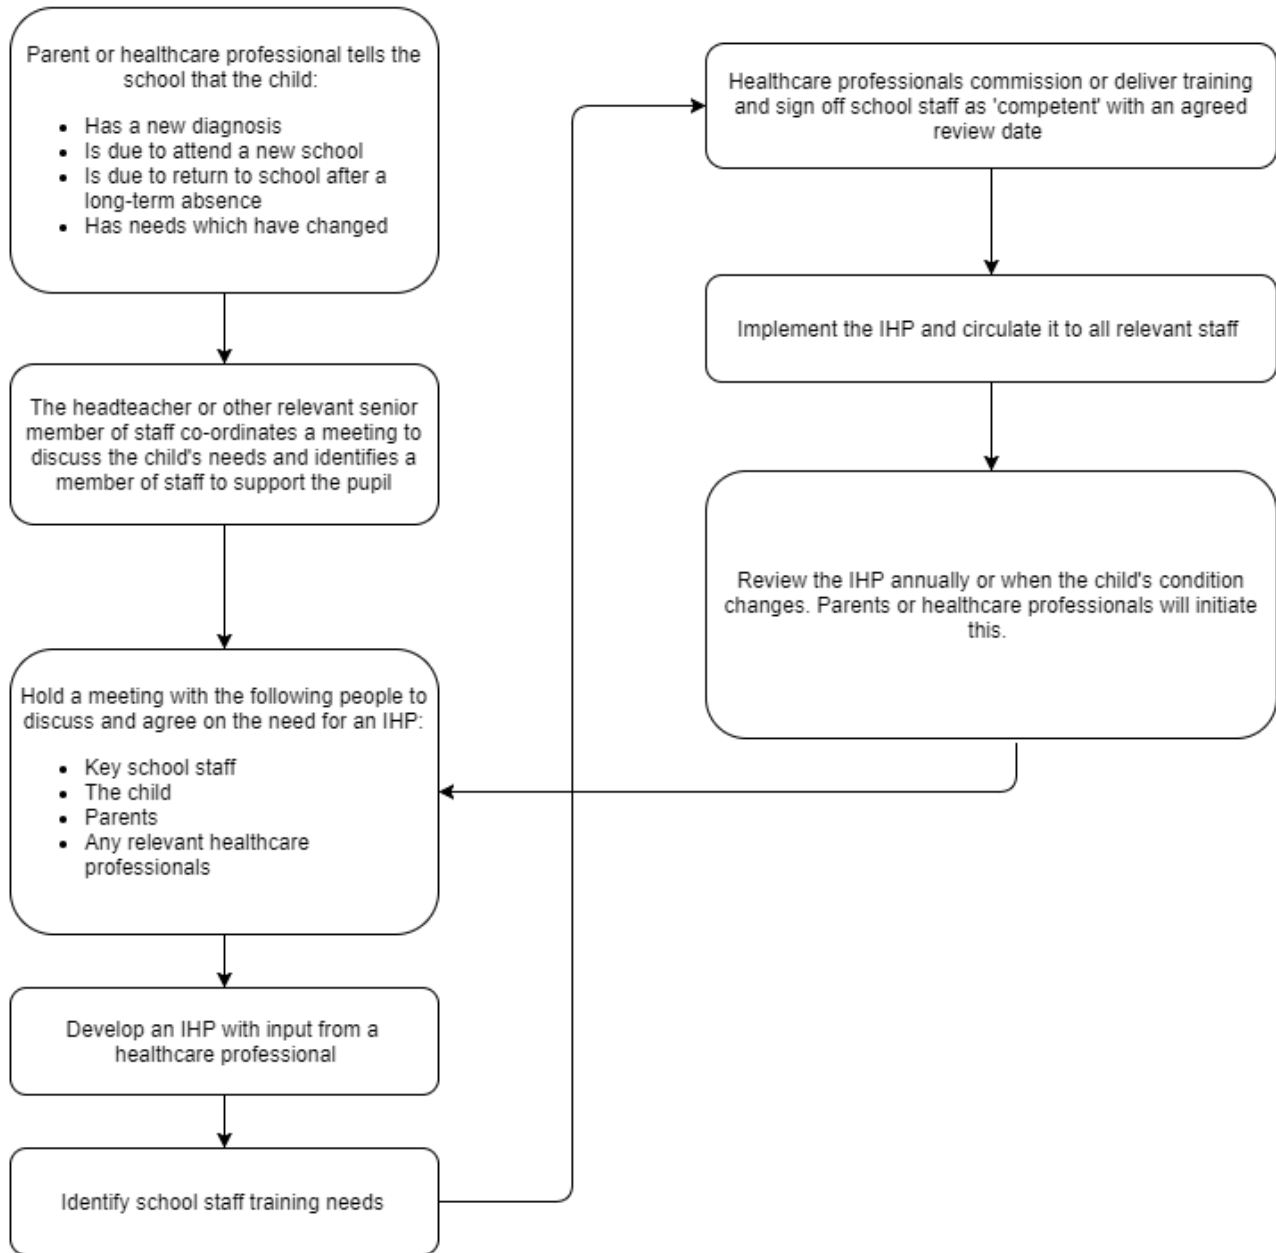 Parent or healthcare professional tells the
school that the child:
• Has a new diagnosis
• Is due to attend a new school
• Is due to return to school after a
long-term absence
• Has needs which have changed
The headteacher or other relevant senior
member of staff co-ordinates a meeting to
discuss the child's needs and identifies a
member of staff to support the pupil
Hold a meeting with the following people to
discuss and agree on the need for an IHP:
• Key school staff
• The child
• Parents
• Any relevant healthcare
professionals
Develop an IHP with input from a
healthcare professional
Identify school staff training needs
Healthcare professionals commission or deliver training
and sign off school staff as 'competent' with an agreed
review date
Implement the IHP and circulate it to all relevant staff
Review the IHP annually or when the child's condition
changes. Parents or healthcare professionals will initiate
this.